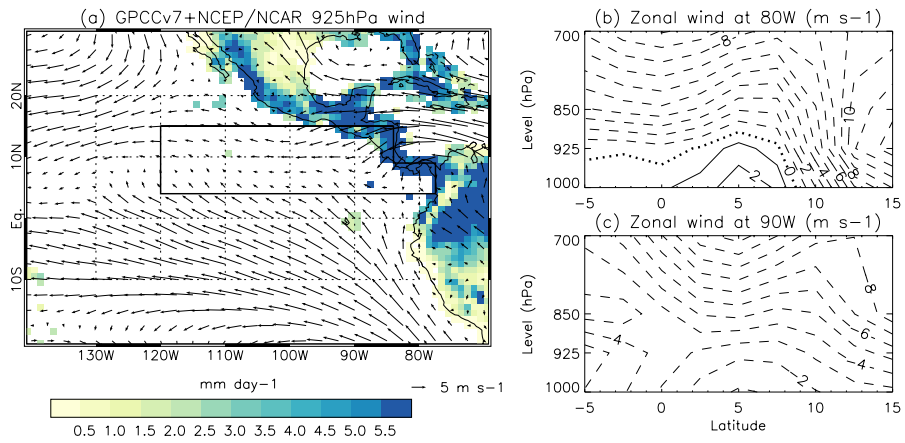 (a) GPCCv7+NCEP/NCAR 925hPa wind
20N
10N
Eq.
10S
130W 120W 110W 100W 90W 80W
mm day-1
5 m s-1
0.5 1.0 1.5 2.0 2.5 3.0 3.5 4.0 4.5 5.0 5.5
(b) Zonal wind at 80W (m s-1)
Level (hPa)
700
850
925
1000
-8
-10
0
-2
-4
-6
-8
2
-5 0 5 10 15
(c) Zonal wind at 90W (m s-1)
Level (hPa)
700
850
925
1000
-8
-6
-4
-4
-2
-5 0 5 10 15
Latitude